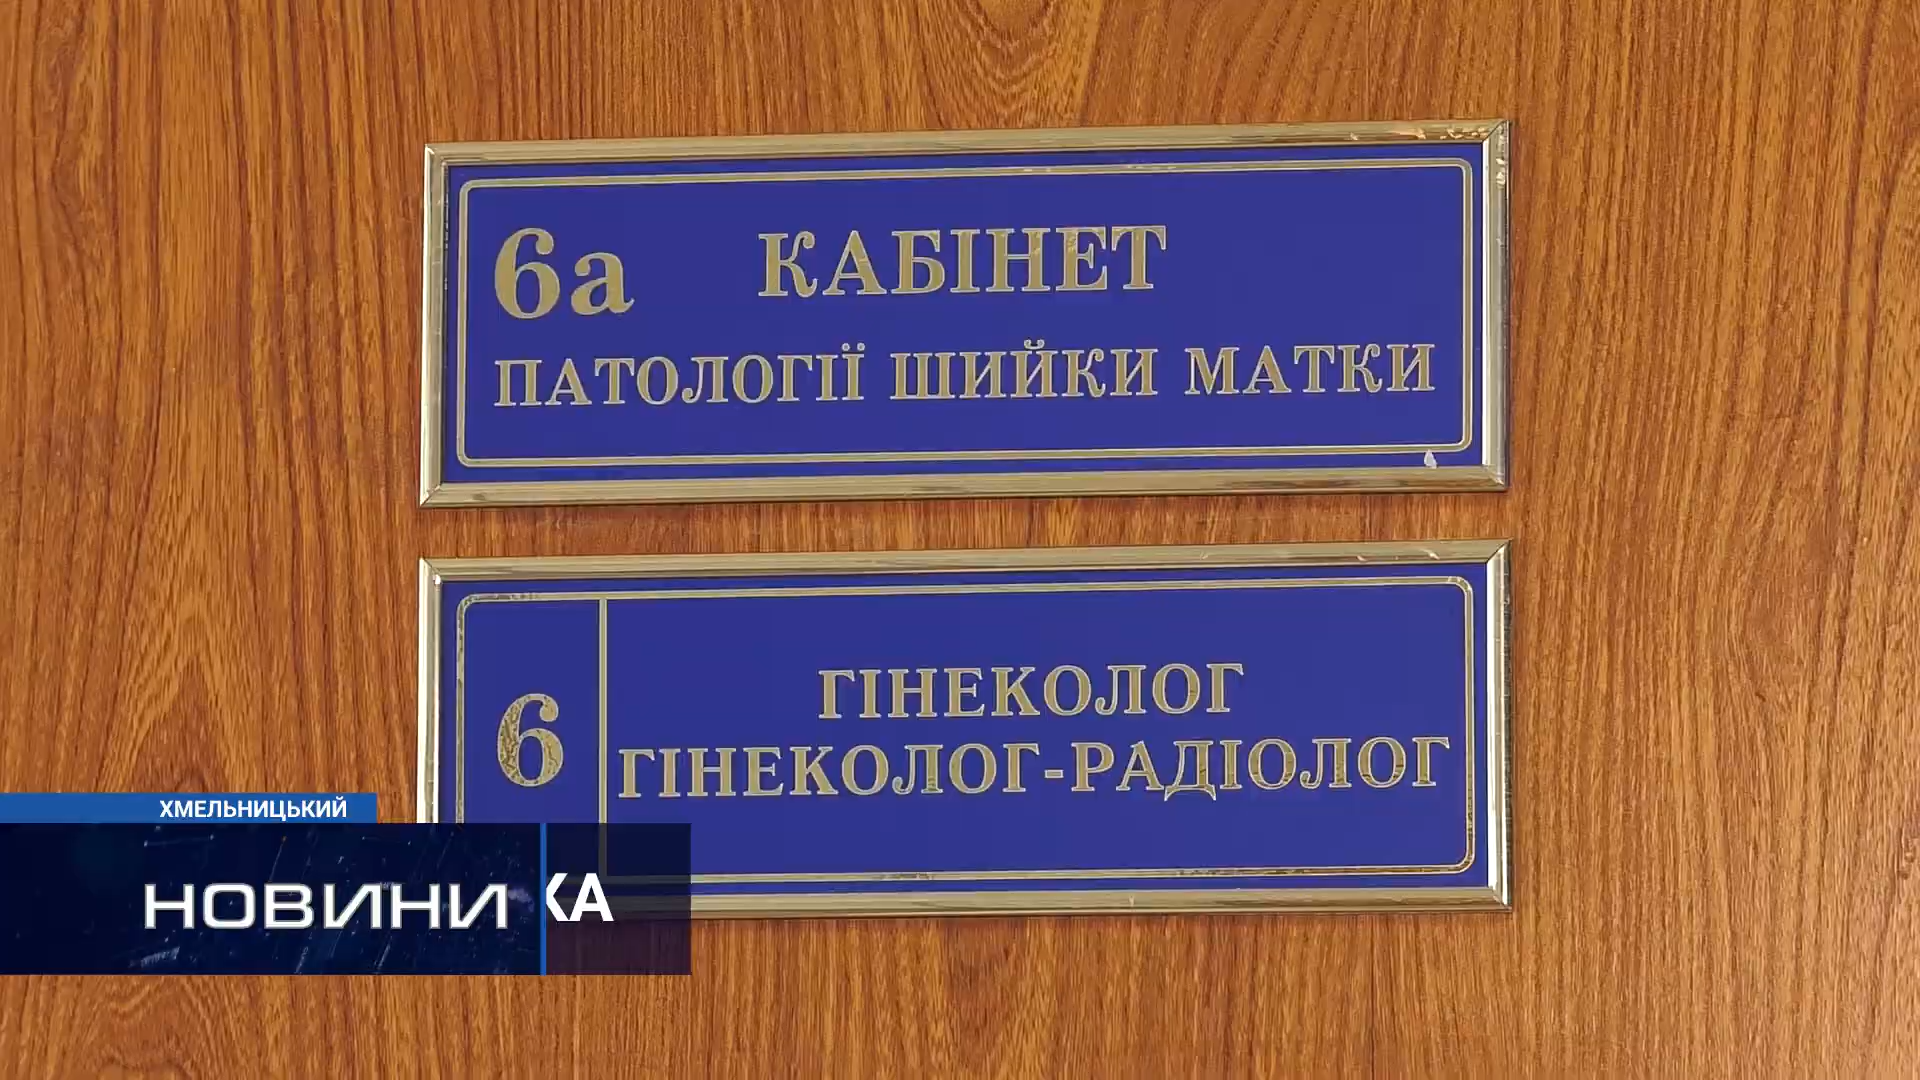 6а КАБІНЕТ
ПАТОЛОГІЇ ШИЙКИ МАТКИ
6 ГІНЕКОЛОГ
ГІНЕКОЛОГ-РАДІОЛОГ
ХМЕЛЬНИЦЬКИЙ
НОВИНИ